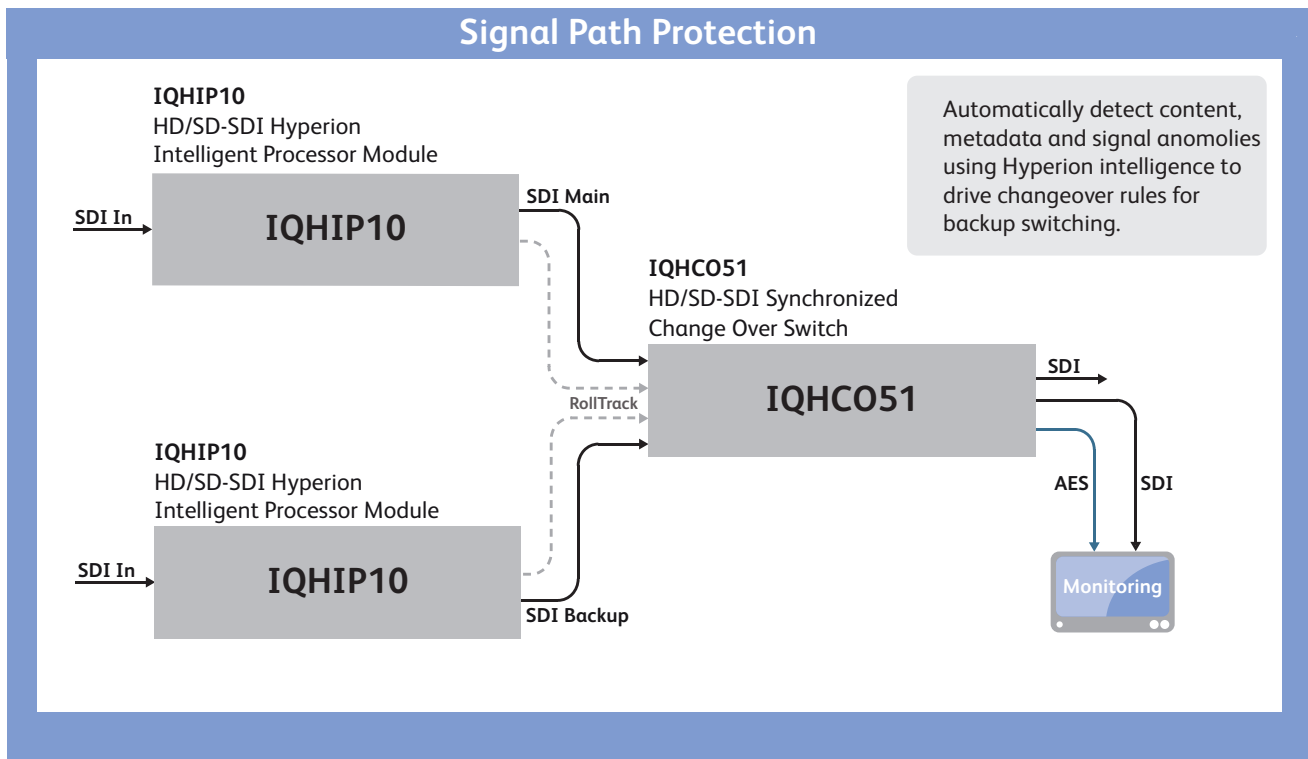 Signal Path Protection
IQHIP10
HD/SD-SDI Hyperion
Intelligent Processor Module
SDI In
IQHIP10
SDI Main
Automatically detect content,
metadata and signal anomolies
using Hyperion intelligence to
drive changeover rules for
backup switching.
IQHCO51
HD/SD-SDI Synchronized
Change Over Switch
IQHCO51
RollTrack
SDI
AES
SDI
Monitoring
IQHIP10
HD/SD-SDI Hyperion
Intelligent Processor Module
SDI In
IQHIP10
SDI Backup